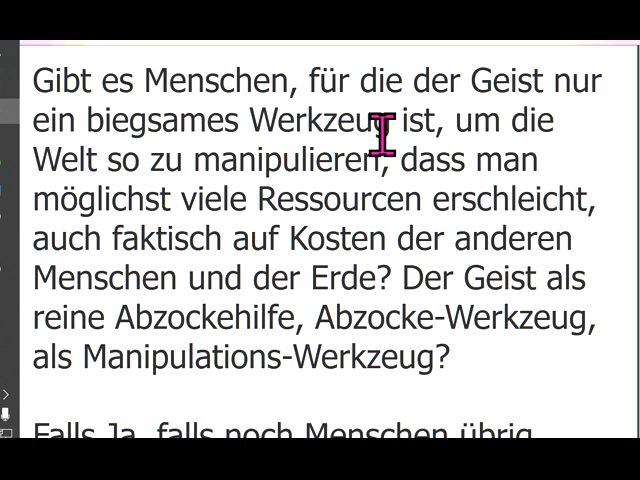 Gibt es Menschen, für die der Geist nur
ein biegsames Werkzeug ist, um die
Welt so zu manipulieren, dass man
möglichst viele Ressourcen erschleicht,
auch faktisch auf Kosten der anderen
Menschen und der Erde? Der Geist als
reine Abzockehilfe, Abzocke-Werkzeug,
als Manipulations-Werkzeug?
Falls Ja, falls noch Menschen übrig